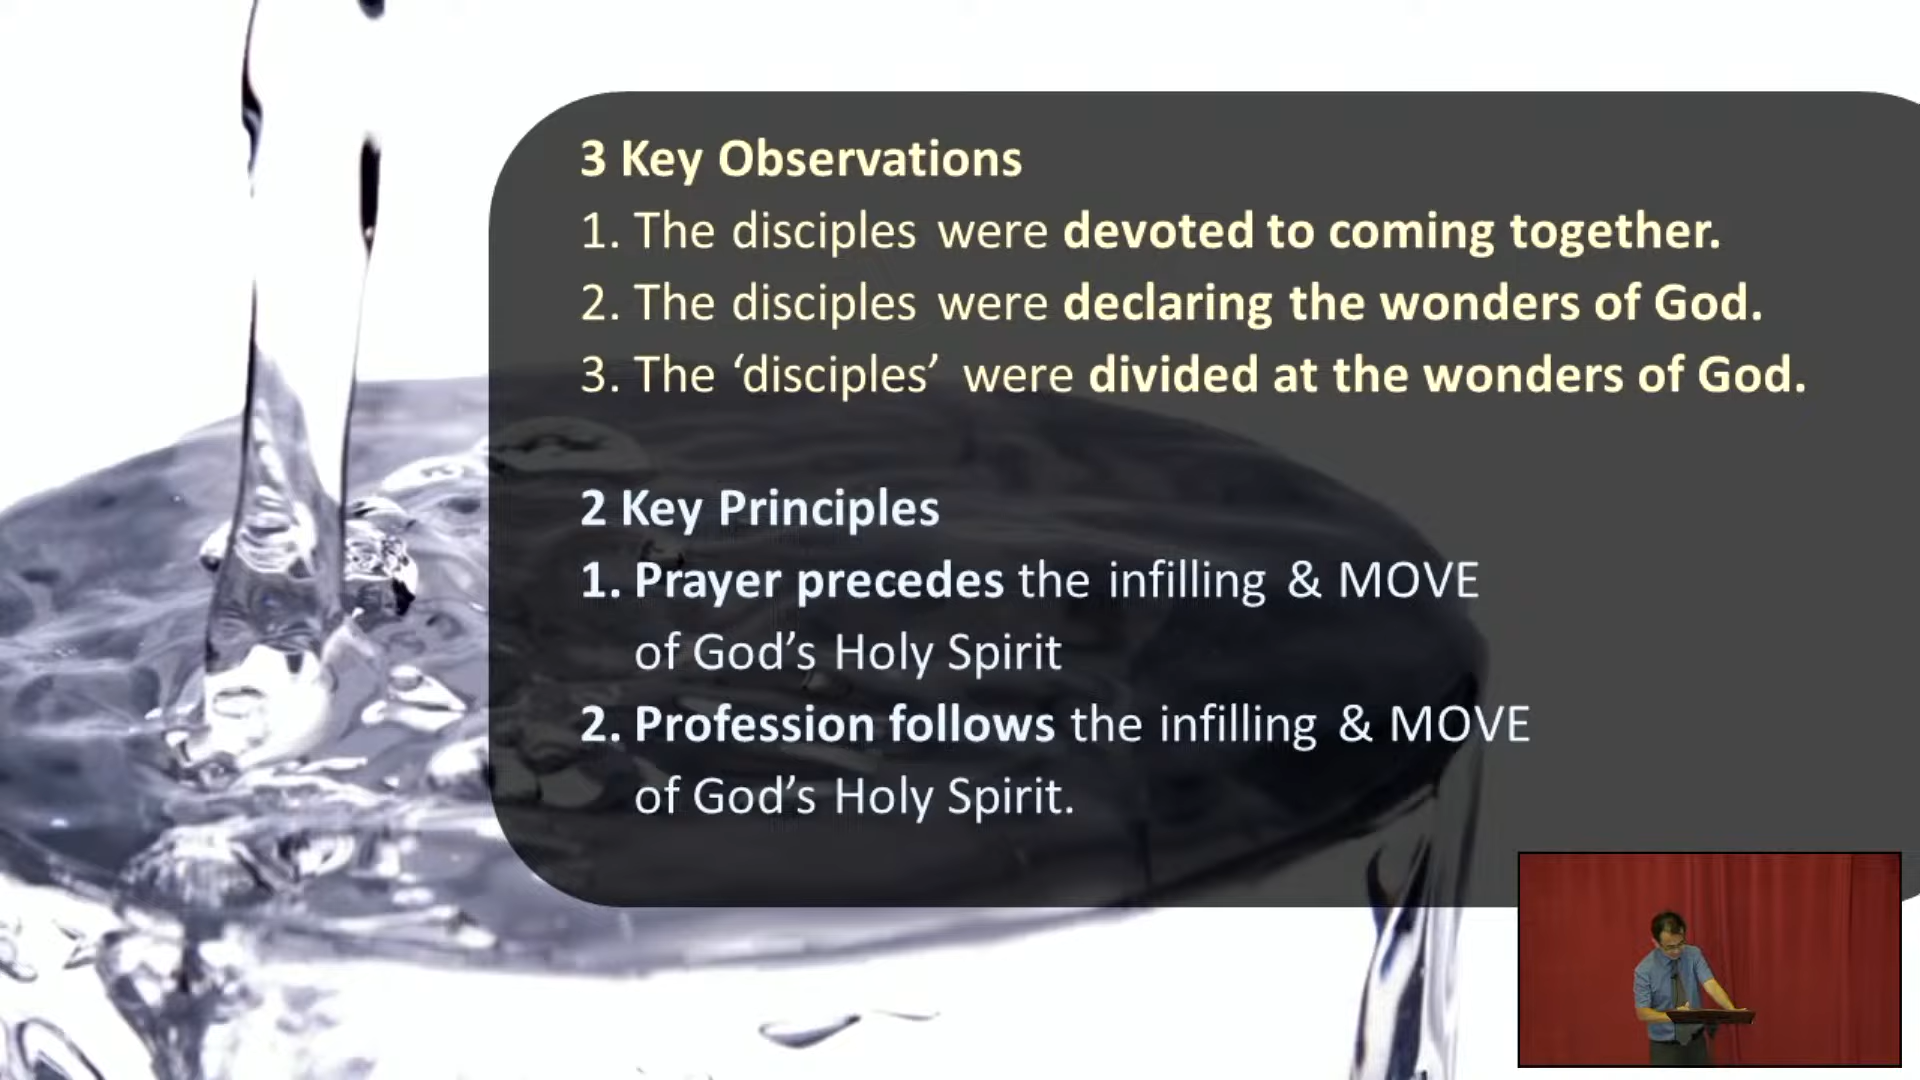 3 Key Observations
1. The disciples were devoted to coming together.
2. The disciples were declaring the wonders of God.
3. The ‘disciples’ were divided at the wonders of God.
2 Key Principles
1. Prayer precedes the infilling & MOVE
of God’s Holy Spirit
2. Profession follows the infilling & MOVE
of God’s Holy Spirit.